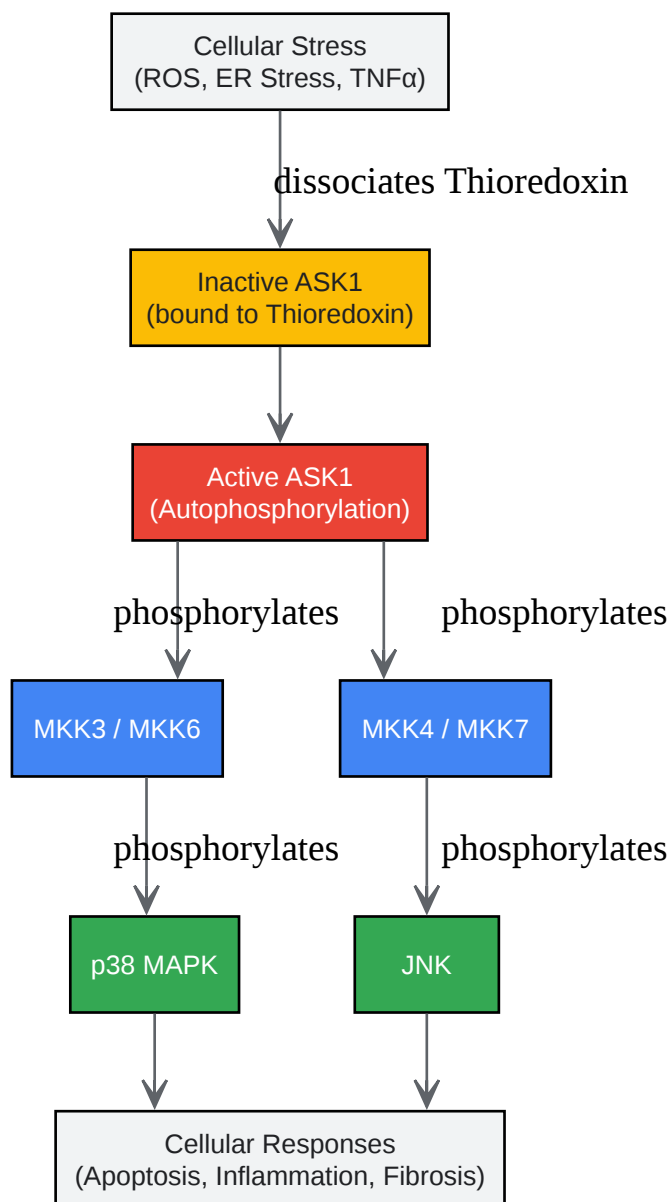 Cellular Stress
(ROS, ER Stress, TNFα)
dissociates Thioredoxin
Inactive ASK1
(bound to Thioredoxin)
Active ASK1
(Autophosphorylation)
phosphorylates
phosphorylates
MKK3 / MKK6
MKK4 / MKK7
phosphorylates
phosphorylates
p38 MAPK
JNK
Cellular Responses
(Apoptosis, Inflammation, Fibrosis)